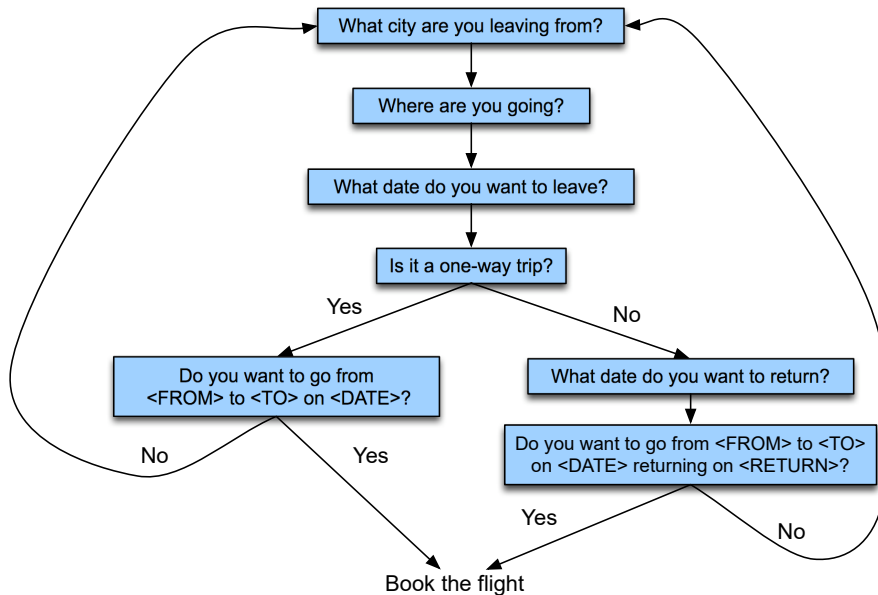 What city are you leaving from?
Where are you going?
What date do you want to leave?
Is it a one-way trip?
Yes
No
Do you want to go from
<FROM> to <TO> on <DATE>?
What date do you want to return?
Do you want to go from <FROM> to <TO>
on <DATE> returning on <RETURN>?
No
Yes
Yes
No
Book the flight